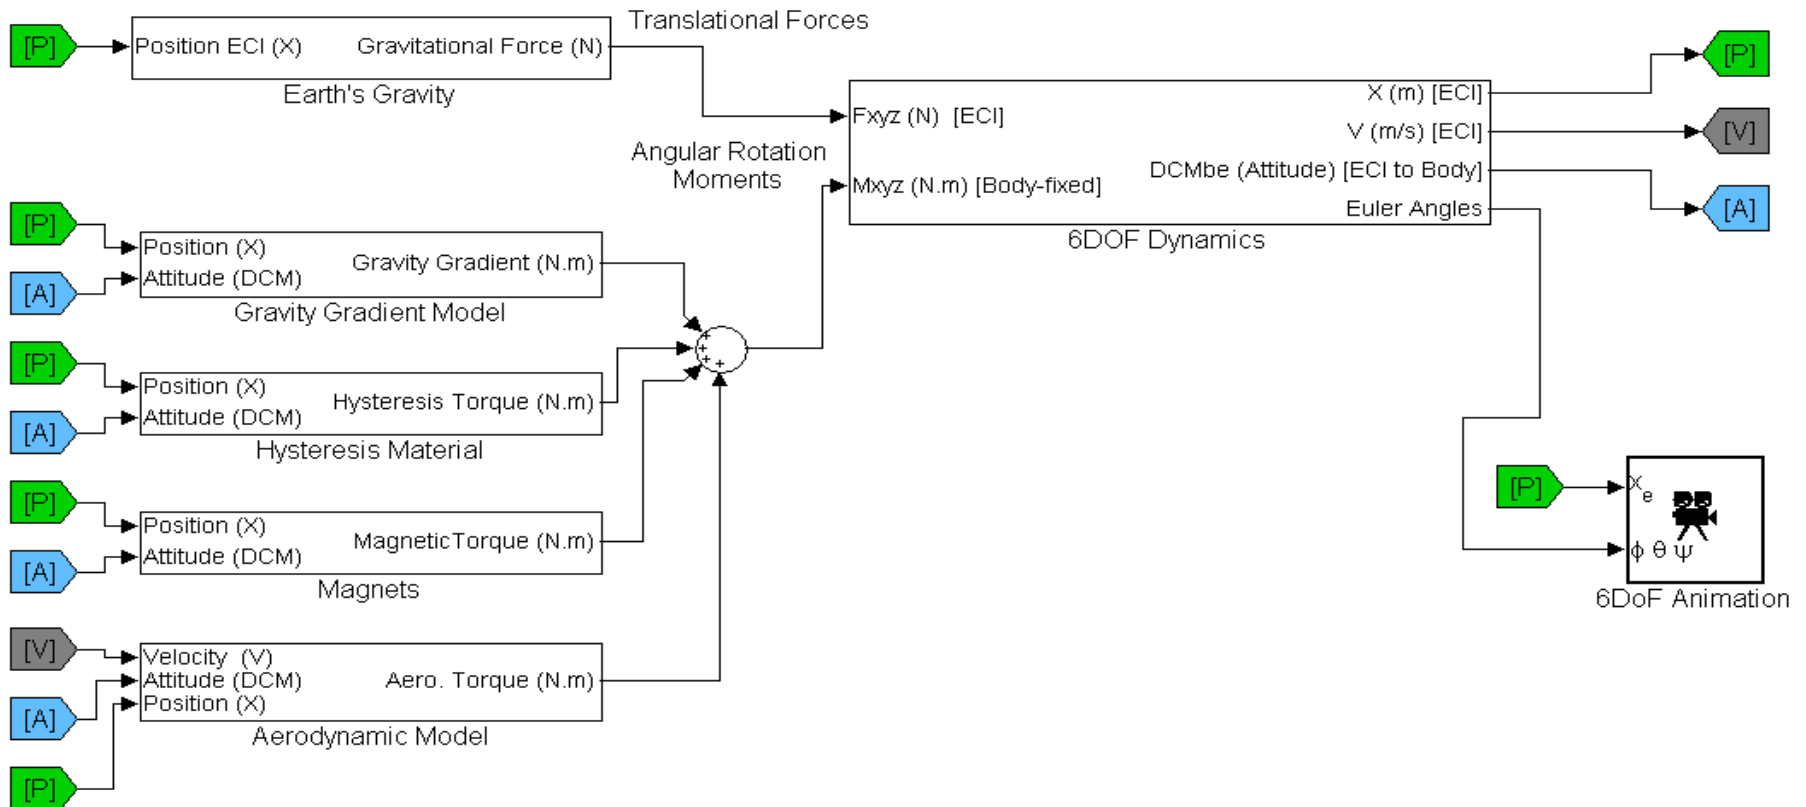 Translational Forces
[P]
Position ECI (X)
Gravitational Force (N)
Earth's Gravity
[P]
X (m) [ECI]
Fxyz (N)  [ECI]
V (m/s) [ECI]
[V]
Angular Rotation
Moments
Mxyz (N.m) [Body-fixed]
DCMbe (Attitude) [ECI to Body]
Euler Angles
[A]
6DOF Dynamics
[P]
Position (X)
Gravity Gradient (N.m)
[A]
Attitude (DCM)
Gravity Gradient Model
+
+
+
+
[P]
Position (X)
Hysteresis Torque (N.m)
[A]
Attitude (DCM)
Hysteresis Material
[P]
Position (X)
MagneticTorque (N.m)
[A]
Attitude (DCM)
Magnets
[P]
Xe
ϕ θ ψ
6DoF Animation
[V]
Velocity  (V)
Attitude (DCM)
Aero. Torque (N.m)
[A]
Position (X)
Aerodynamic Model
[P]